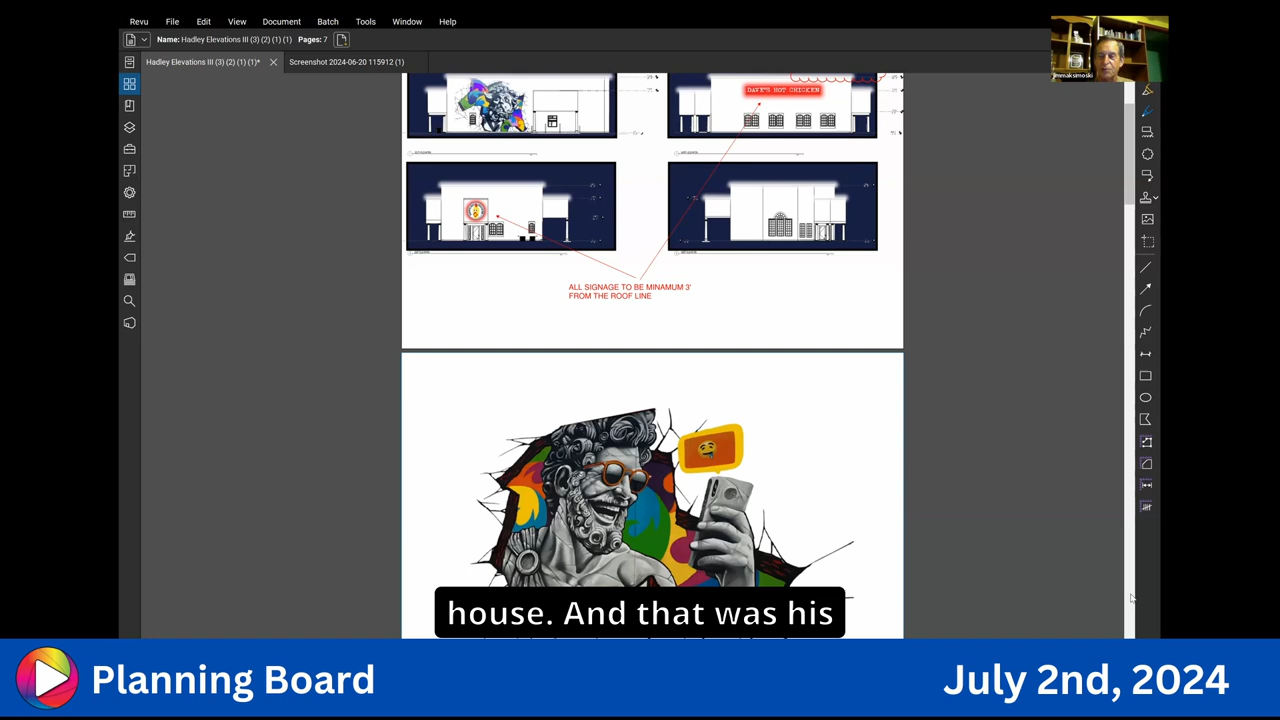 Revu File Edit View Document Batch Tools Window Help
Name: Hadley Elevations III (3) (2) (1) (1) Pages: 7
Hadley Elevations III (3) (2) (1) (1)* Screenshot 2024-06-20 115912 (1)
jimmaksimoski
DAVE'S HOT CHICKEN
ALL SIGNAGE TO BE MINAMUM 3'
FROM THE ROOF LINE
house. And that was his
Planning Board July 2nd, 2024